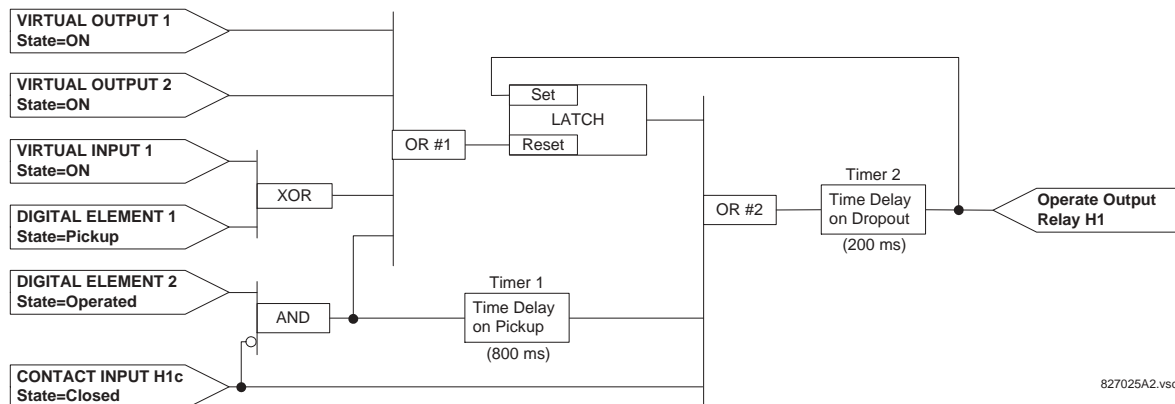 VIRTUAL OUTPUT 1
State=ON
VIRTUAL OUTPUT 2
State=ON
VIRTUAL INPUT 1
State=ON
DIGITAL ELEMENT 1
State=Pickup
DIGITAL ELEMENT 2
State=Operated
CONTACT INPUT H1c
State=Closed
XOR
AND
OR #1
Set
LATCH
Reset
Timer 1
Time Delay
on Pickup
(800 ms)
OR #2
Timer 2
Time Delay
on Dropout
(200 ms)
Operate Output
Relay H1
827025A2.vsd